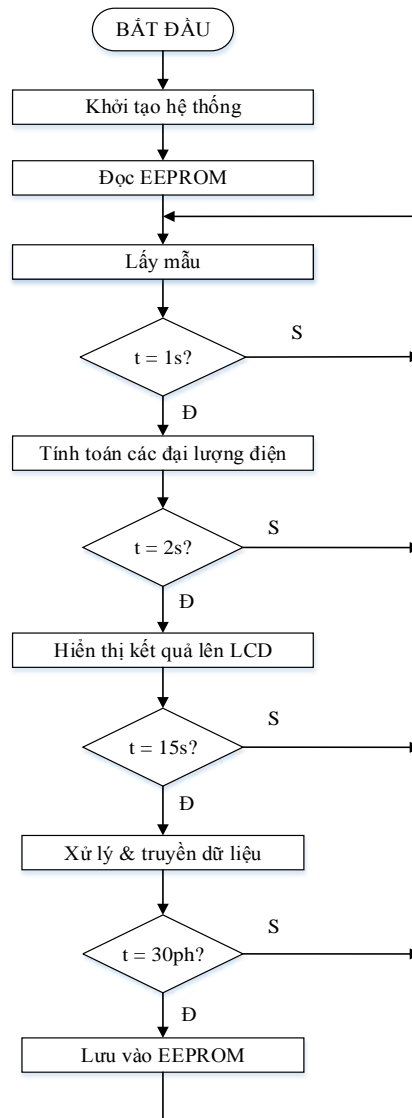 BẮT ĐẦU
Khởi tạo hệ thống
Đọc EEPROM
Lấy mẫu
t = 1s?
S
Đ
Tính toán các đại lượng điện
t = 2s?
S
Đ
Hiển thị kết quả lên LCD
t = 15s?
S
Đ
Xử lý & truyền dữ liệu
t = 30ph?
S
Đ
Lưu vào EEPROM